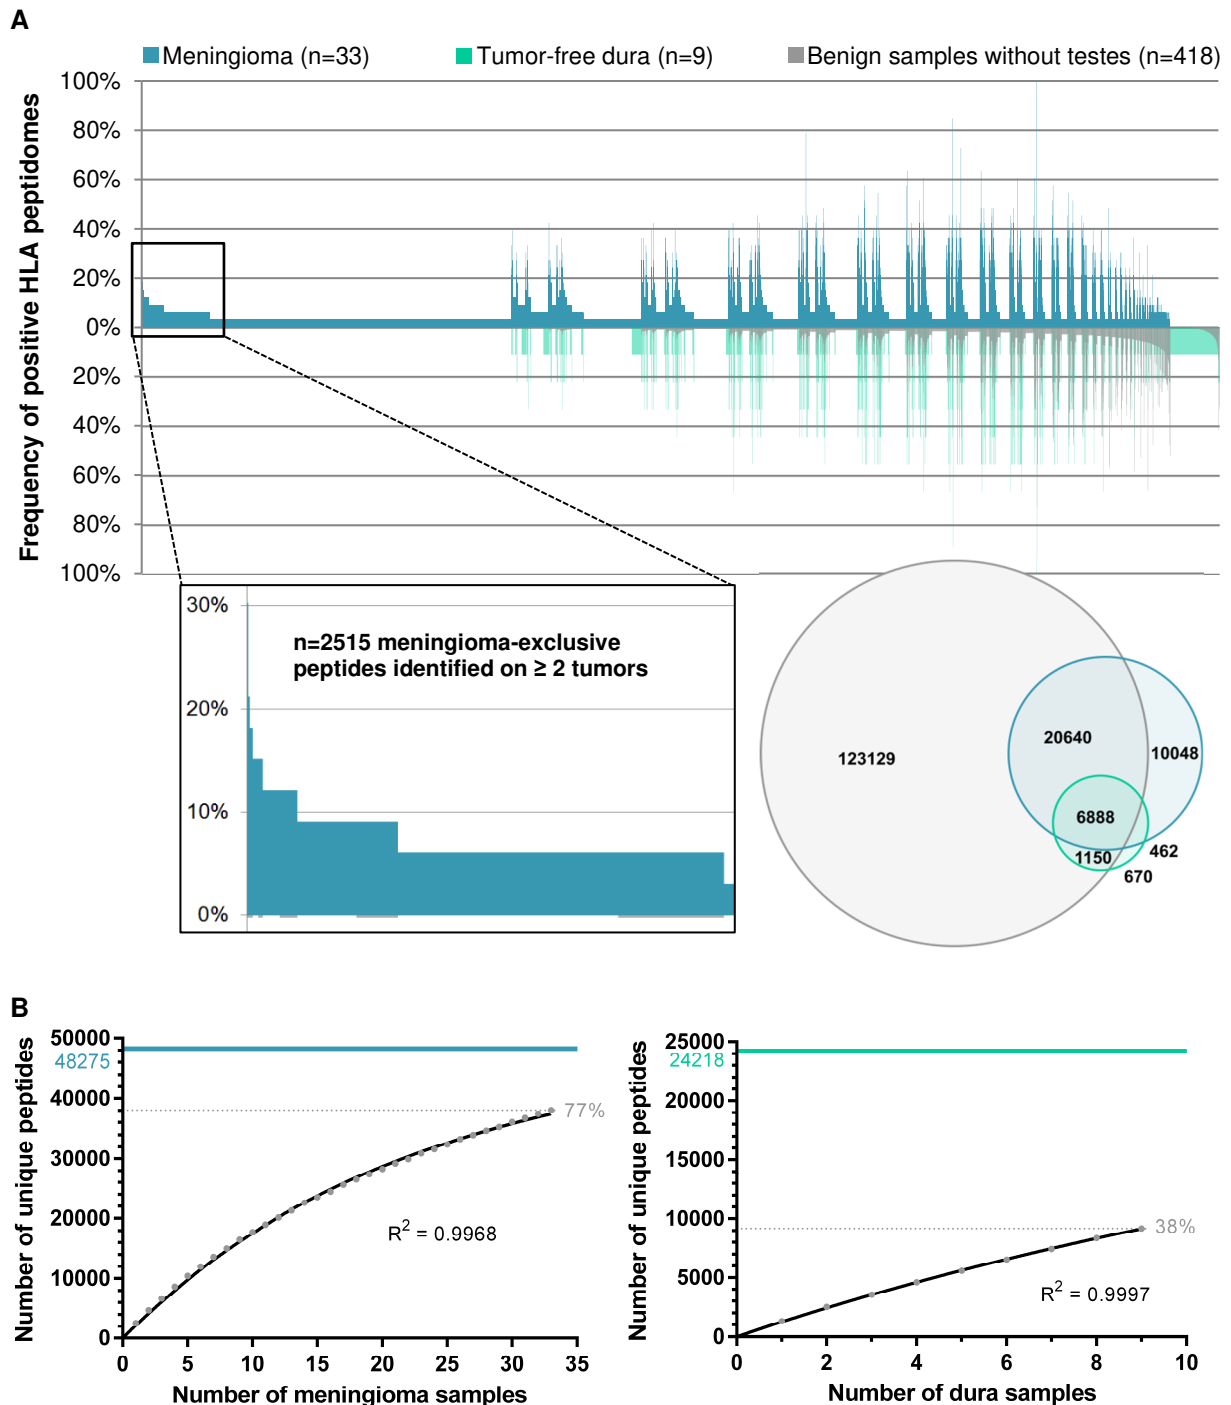 A
Meningioma (n=33) Tumor-free dura (n=9) Benign samples without testes (n=418)
Frequency of positive HLA peptidomes
100%
80%
60%
40%
20%
0%
20%
40%
60%
80%
100%
30%
20%
10%
0%
n=2515 meningioma-exclusive
peptides identified on ≥ 2 tumors
123129
20640
10048
6888
1150
462
670
B
Number of unique peptides
50000
48275
40000
30000
20000
10000
0
77%
R² = 0.9968
0 5 10 15 20 25 30 35
Number of meningioma samples
Number of unique peptides
25000
24218
20000
15000
10000
5000
0
38%
R² = 0.9997
0 2 4 6 8 10
Number of dura samples